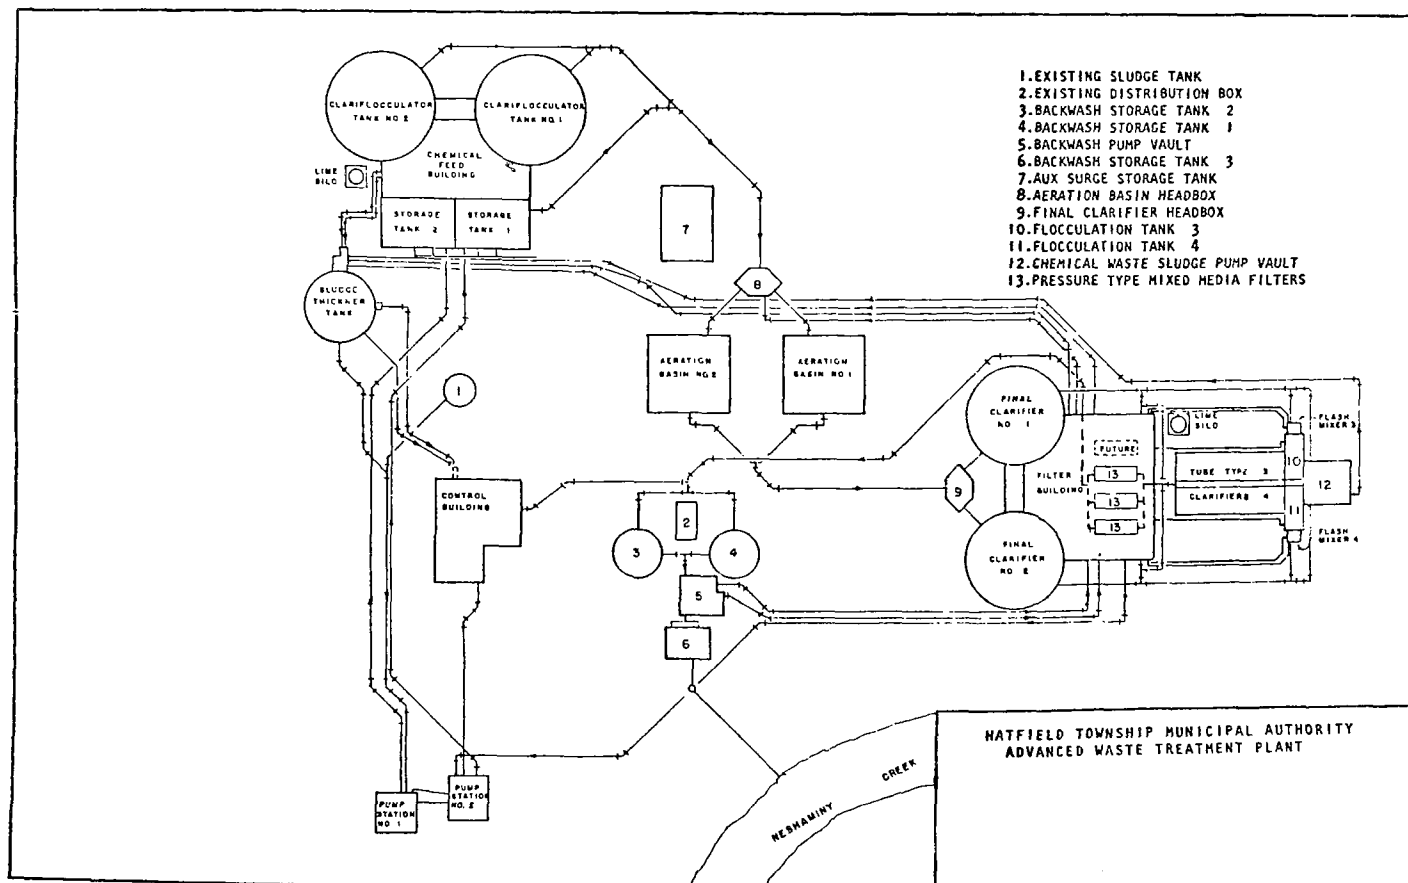 1.EXISTING SLUDGE TANK
2.EXISTING DISTRIBUTION BOX
3.BACKWASH STORAGE TANK 2
4.BACKWASH STORAGE TANK 1
5.BACKWASH PUMP VAULT
6.BACKWASH STORAGE TANK 3
7.AUX SURGE STORAGE TANK
8.AERATION BASIN HEADBOX
9.FINAL CLARIFIER HEADBOX
10.FLOCCULATION TANK 3
11.FLOCCULATION TANK 4
12.CHEMICAL WASTE SLUDGE PUMP VAULT
13.PRESSURE TYPE MIXED MEDIA FILTERS
CLARIFLOCCULATOR
TANK NO. 2
CLARIFLOCCULATOR
TANK NO. 1
CHEMICAL
FEED
BUILDING
LIME
SILO
STORAGE
TANK 2
STORAGE
TANK 1
7
8
SLUDGE
THICKNER
TANK
AERATION
BASIN NO. 2
AERATION
BASIN NO. 1
1
FINAL
CLARIFIER
NO 1
LIME
SILO
FLASH
MIXER 3
FUTURE
10
TUBE TYPE 3
CLARIFIERS 4
13
FILTER
BUILDING
13
13
12
11
9
CONTROL
BUILDING
2
3
4
FINAL
CLARIFIER
NO 2
FLASH
MIXER 4
5
6
HATFIELD TOWNSHIP MUNICIPAL AUTHORITY
ADVANCED WASTE TREATMENT PLANT
NESHAMINY CREEK
PUMP
STATION
NO. 2
PUMP
STATION
NO. 1